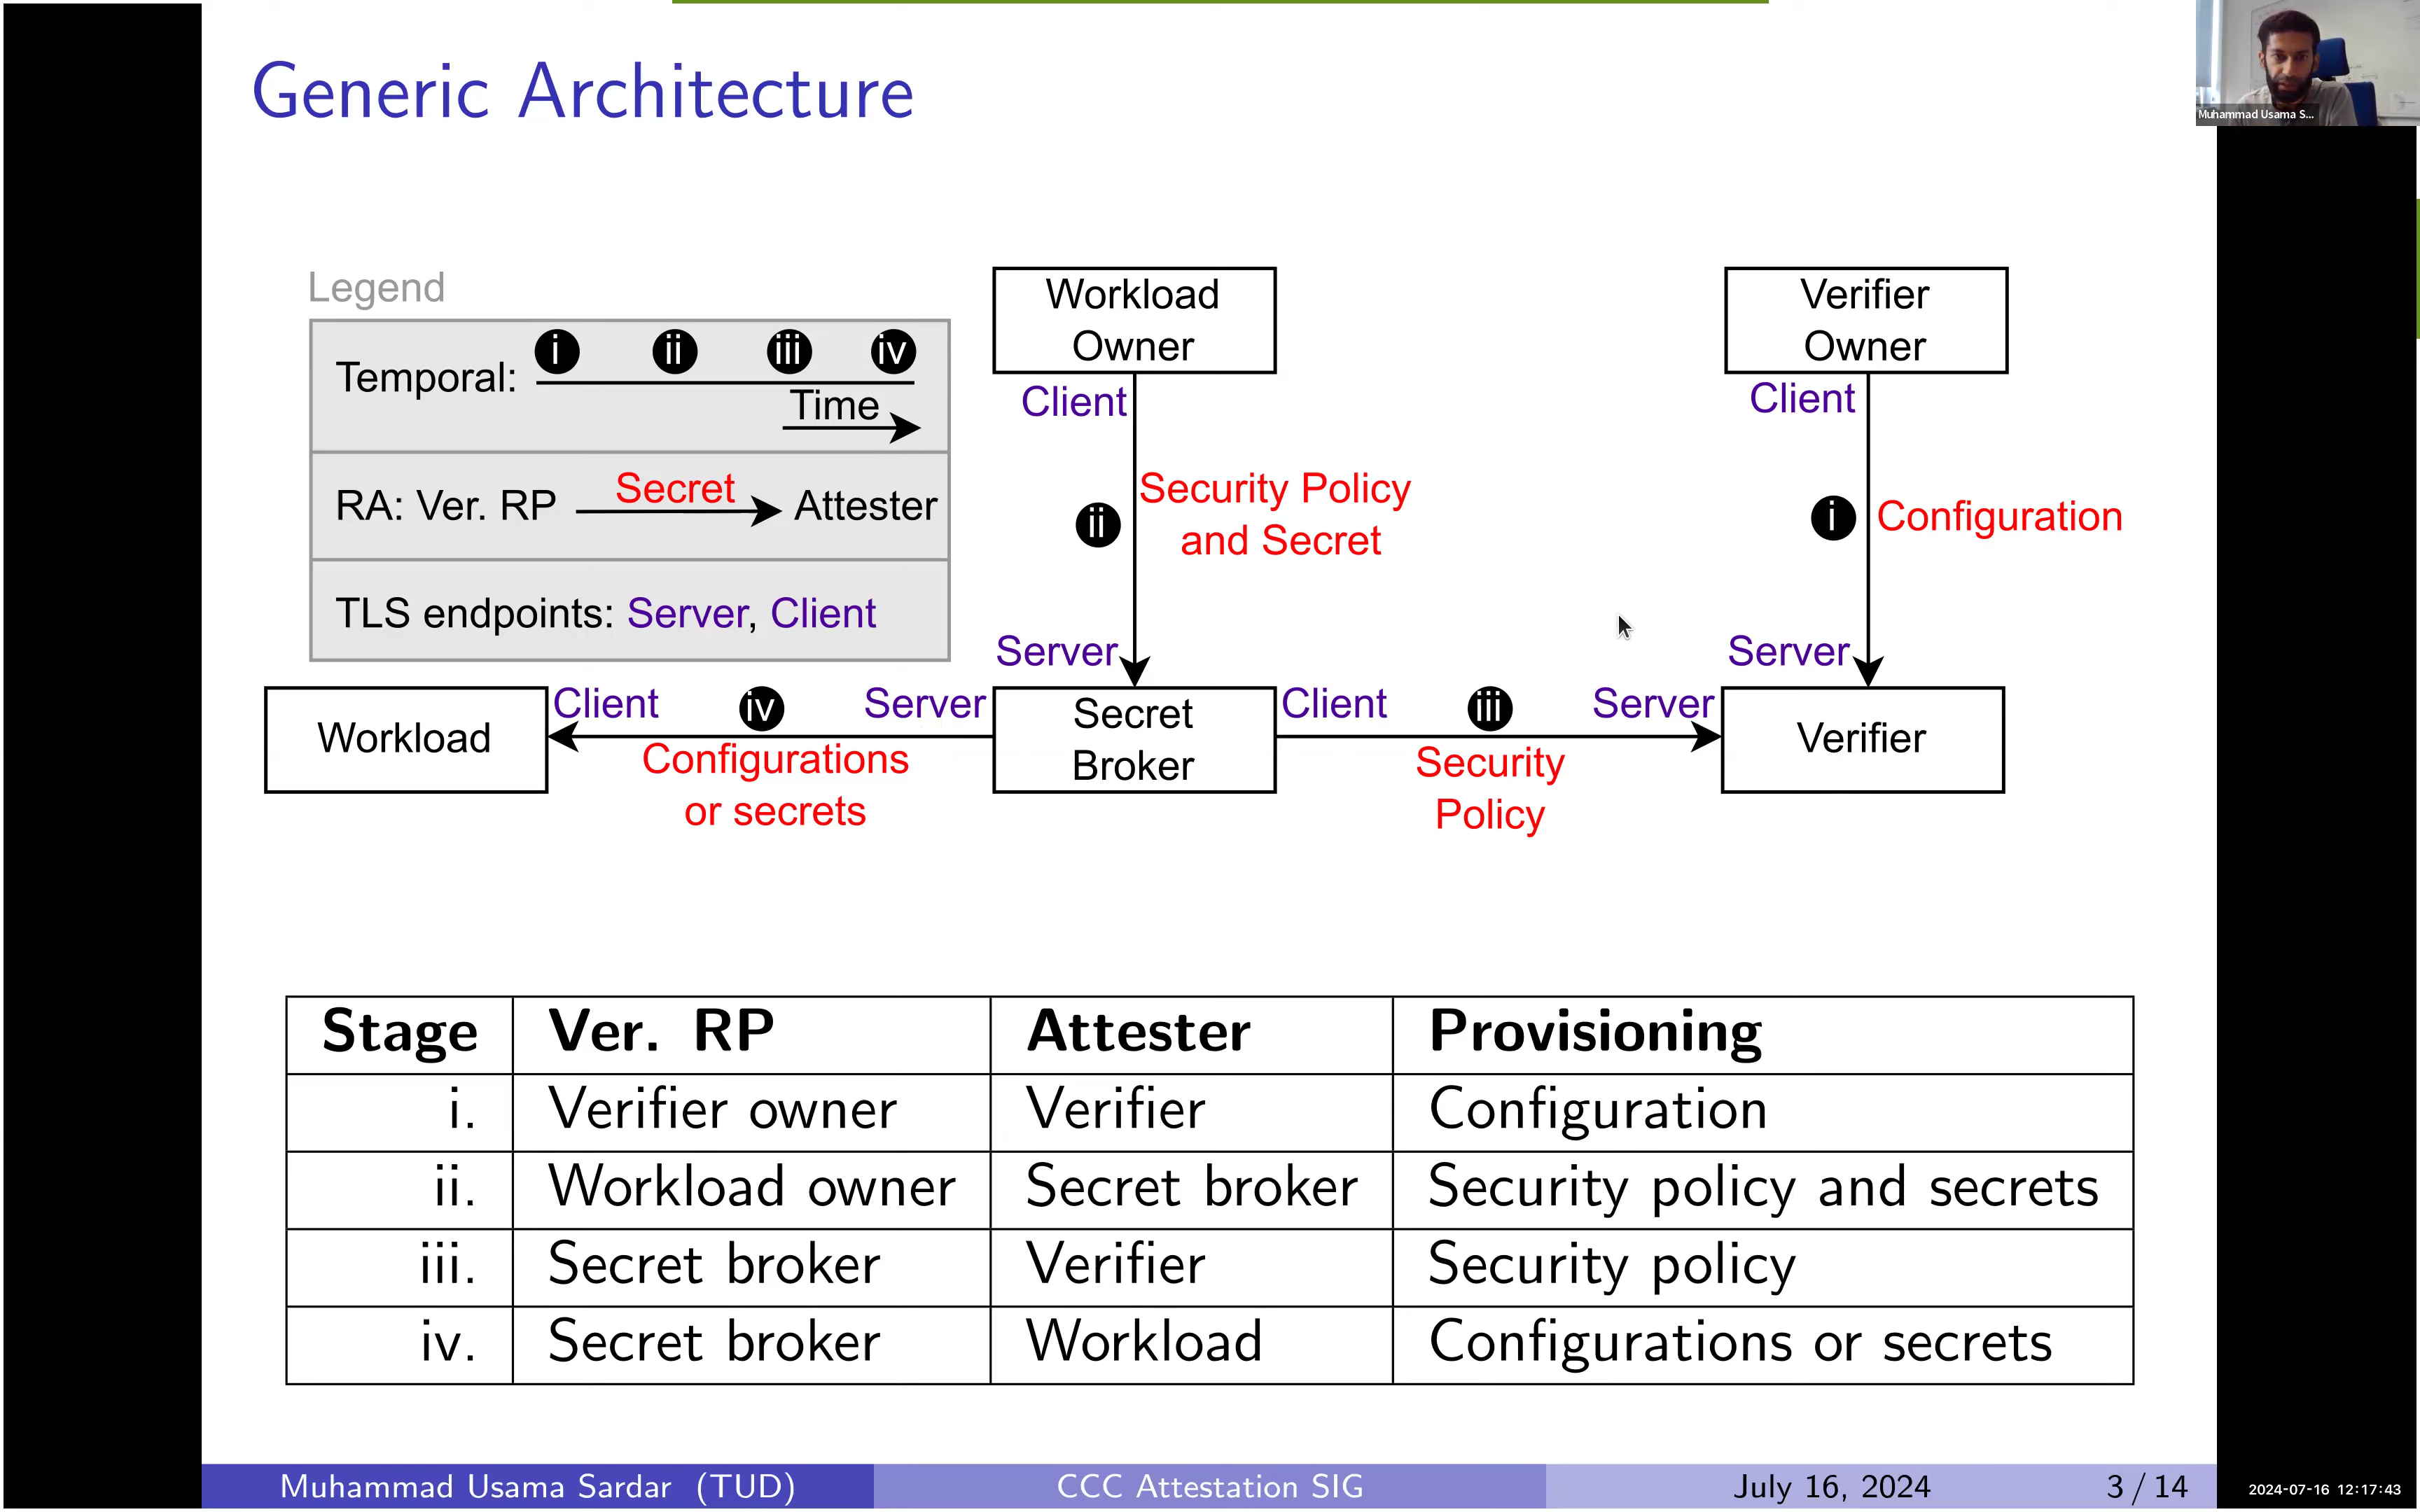 Generic Architecture
Muhammad Usama S...
Legend
Temporal: i ii iii iv
Time
RA: Ver. RP Secret Attester
TLS endpoints: Server, Client
Workload
Owner
Client
ii
Security Policy
and Secret
Server
Verifier
Owner
Client
i
Configuration
Server
Workload
Client iv Server
Configurations
or secrets
Secret
Broker
Client iii Server
Security
Policy
Verifier
Stage Ver. RP Attester Provisioning
i. Verifier owner Verifier Configuration
ii. Workload owner Secret broker Security policy and secrets
iii. Secret broker Verifier Security policy
iv. Secret broker Workload Configurations or secrets
Muhammad Usama Sardar (TUD) CCC Attestation SIG July 16, 2024 3 / 14
2024-07-16 12:17:43